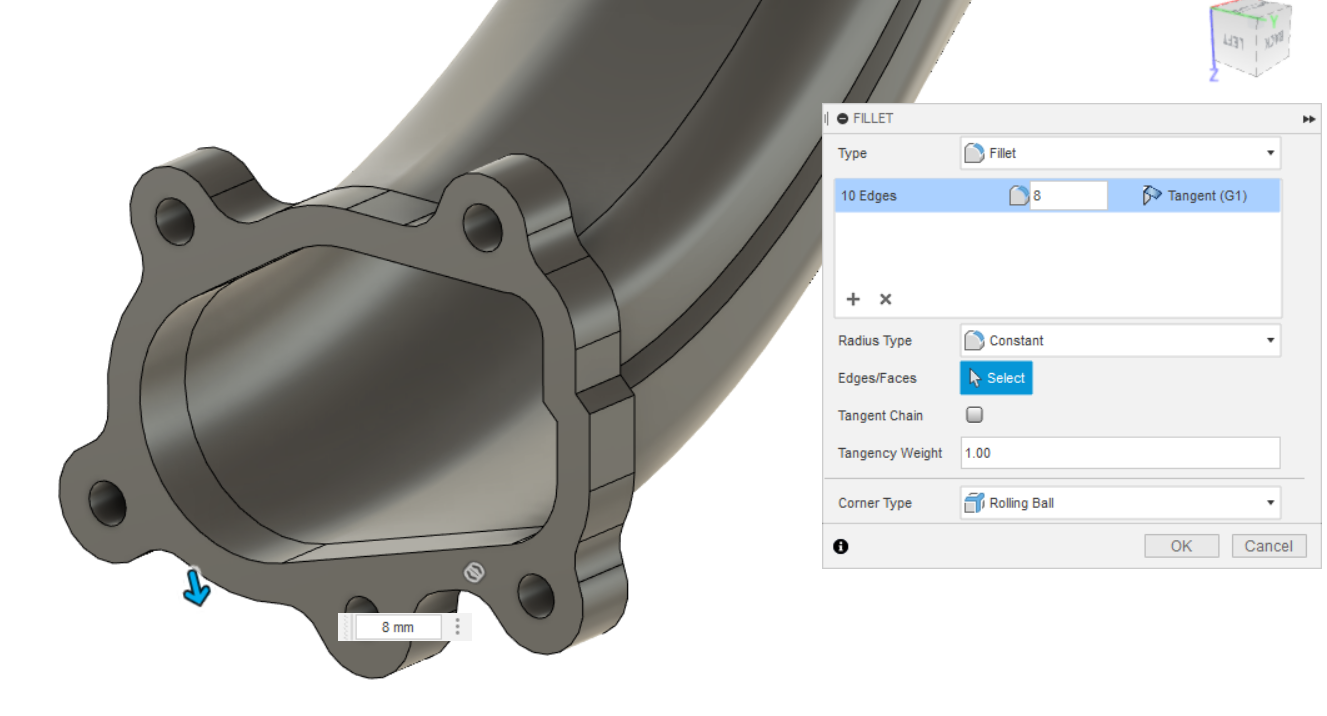 LEFT
BACK
Y
Z
FILLET
Type
Fillet
10 Edges
8
Tangent (G1)
Radius Type
Constant
Edges/Faces
Select
Tangent Chain
Tangency Weight
1.00
Corner Type
Rolling Ball
OK
Cancel
8 mm